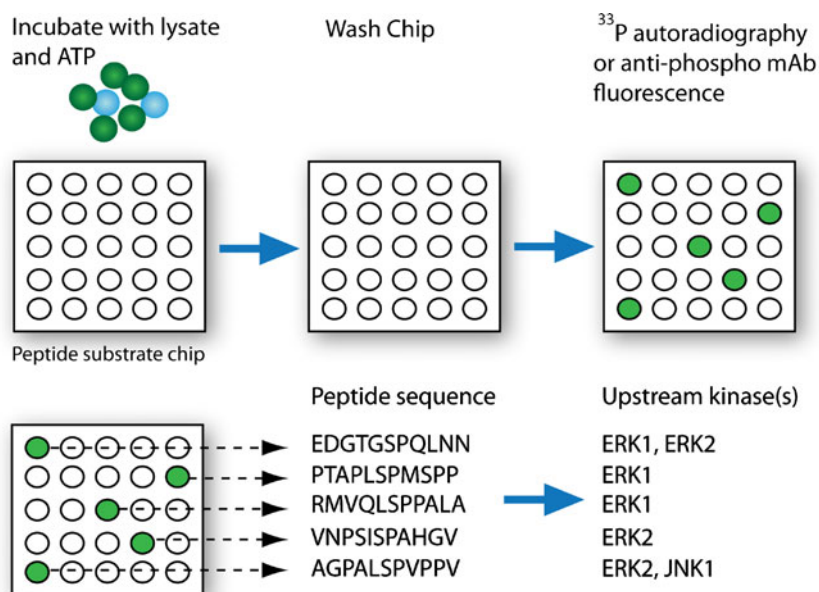 Incubate with lysate
and ATP
Wash Chip
³³P autoradiography
or anti-phospho mAb
fluorescence
Peptide substrate chip
Peptide sequence
Upstream kinase(s)
EDGTGSPQLNN
ERK1, ERK2
PTAPLSPMSPP
ERK1
RMVQLSPPALA
ERK1
VNPSISPAHGV
ERK2
AGPALSPVPPV
ERK2, JNK1